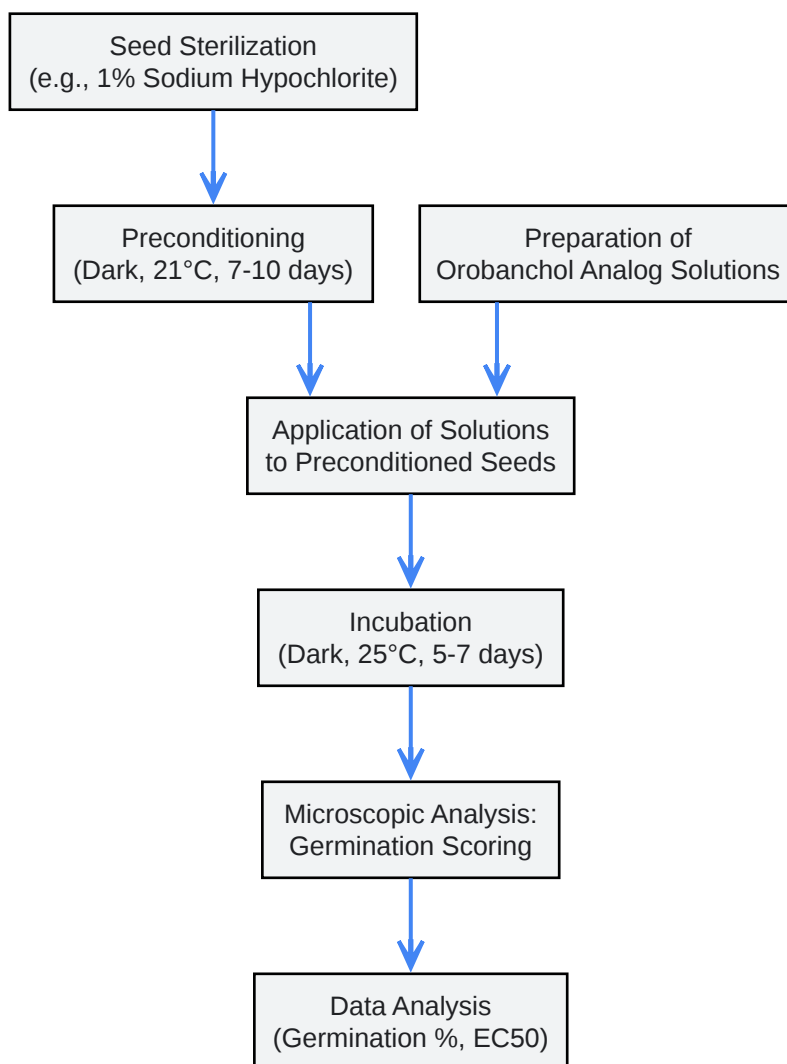 Seed Sterilization
(e.g., 1% Sodium Hypochlorite)
Preconditioning
(Dark, 21°C, 7-10 days)
Preparation of
Orobanchol Analog Solutions
Application of Solutions
to Preconditioned Seeds
Incubation
(Dark, 25°C, 5-7 days)
Microscopic Analysis:
Germination Scoring
Data Analysis
(Germination %, EC50)